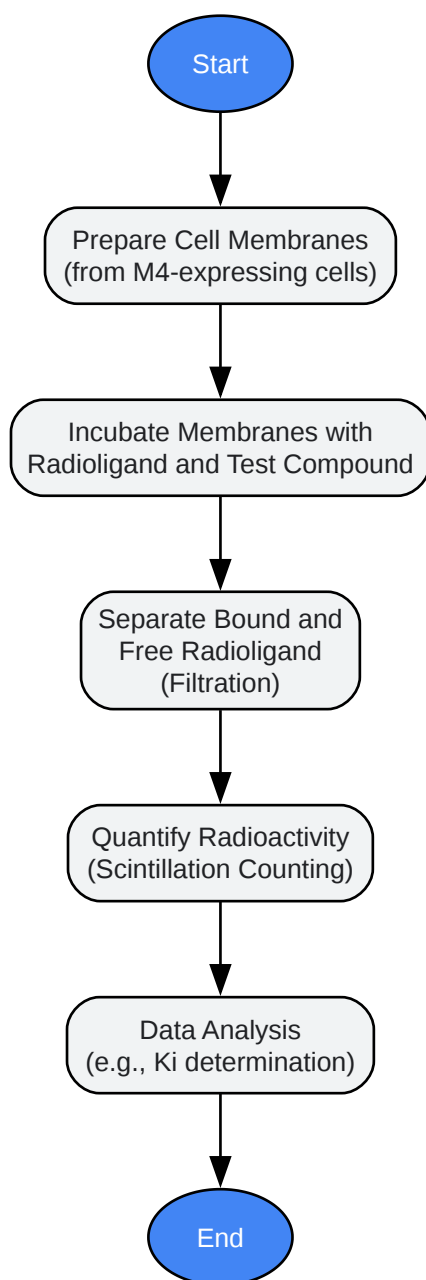 Start
Prepare Cell Membranes
(from M4-expressing cells)
Incubate Membranes with
Radioligand and Test Compound
Separate Bound and
Free Radioligand
(Filtration)
Quantify Radioactivity
(Scintillation Counting)
Data Analysis
(e.g., Ki determination)
End